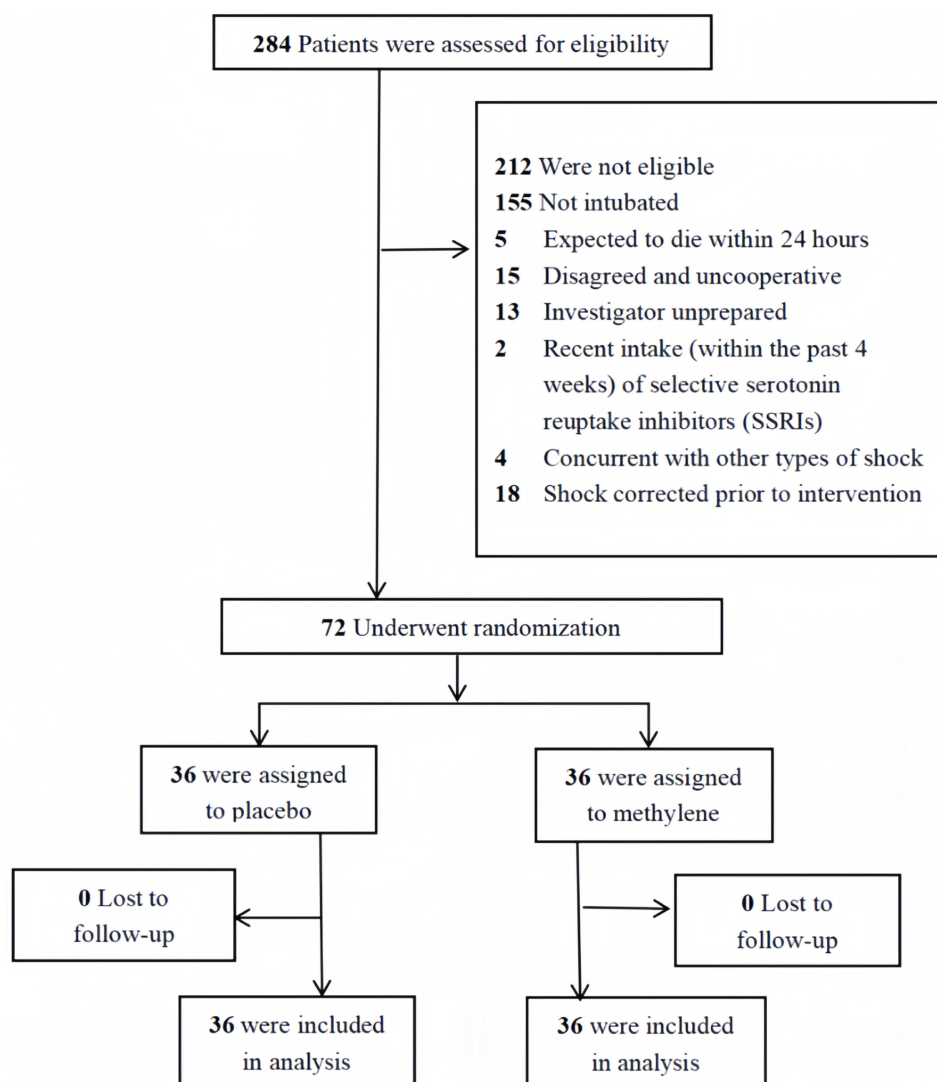 284 Patients were assessed for eligibility
212 Were not eligible
155 Not intubated
5 Expected to die within 24 hours
15 Disagreed and uncooperative
13 Investigator unprepared
2 Recent intake (within the past 4
weeks) of selective serotonin
reuptake inhibitors (SSRIs)
4 Concurrent with other types of shock
18 Shock corrected prior to intervention
72 Underwent randomization
36 were assigned
to placebo
36 were assigned
to methylene
0 Lost to
follow-up
0 Lost to
follow-up
36 were included
in analysis
36 were included
in analysis